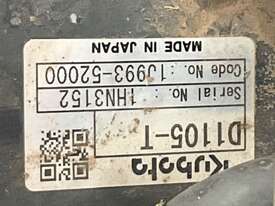 Kubota
D1105-T
Serial No. : 1HN3152
Code No. : 1J993-52000
MADE IN JAPAN